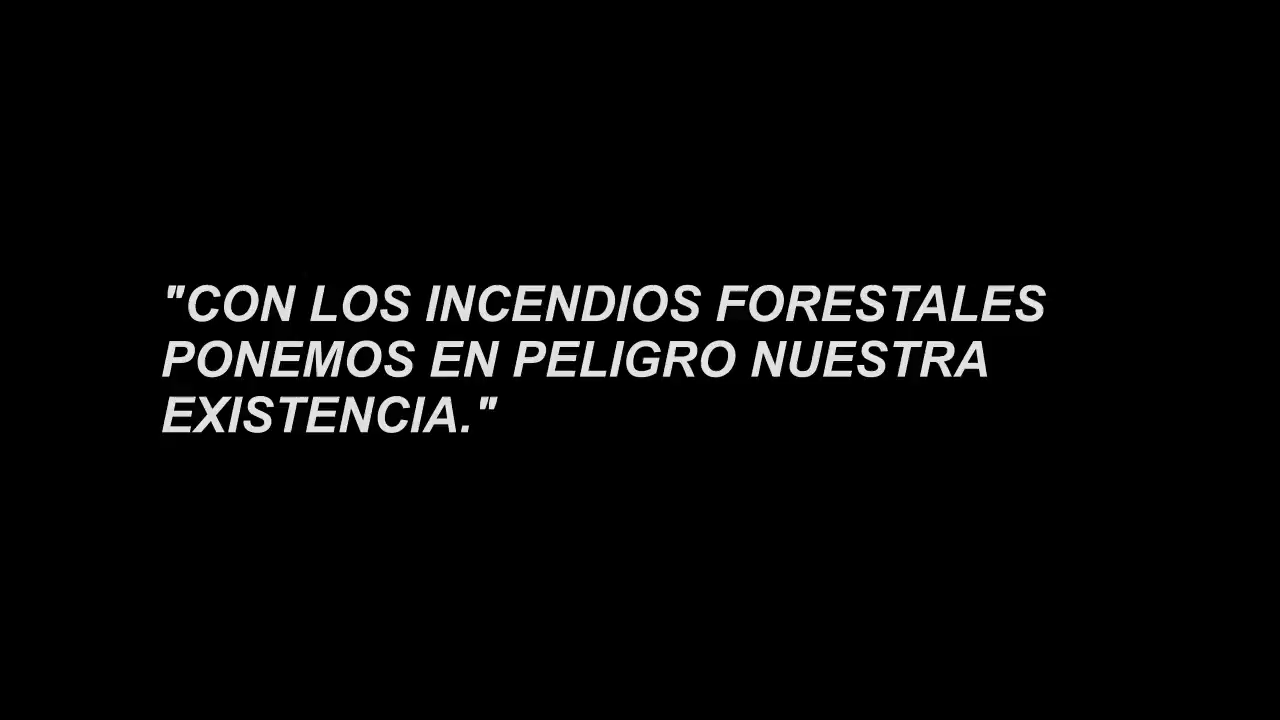 "CON LOS INCENDIOS FORESTALES
PONEMOS EN PELIGRO NUESTRA
EXISTENCIA."